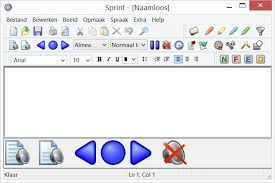 Sprint - [Naamloos]
Bestand Bewerken Beeld Opmaak Spraak Extra Help
Alinea Normaal l
Arial 10 B I U N F E D
Klaar Ln 1, Col 1